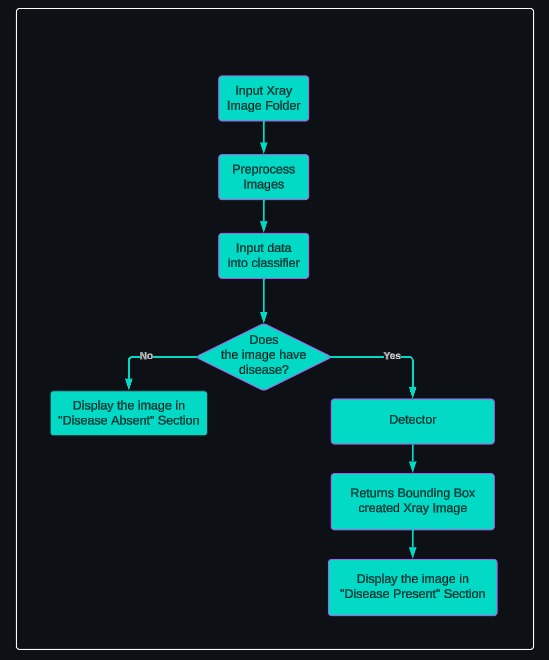 Input Xray
Image Folder
Preprocess
Images
Input data
into classifier
Does
the image have
disease?
No
Yes
Display the image in
"Disease Absent" Section
Detector
Returns Bounding Box
created Xray Image
Display the image in
"Disease Present" Section